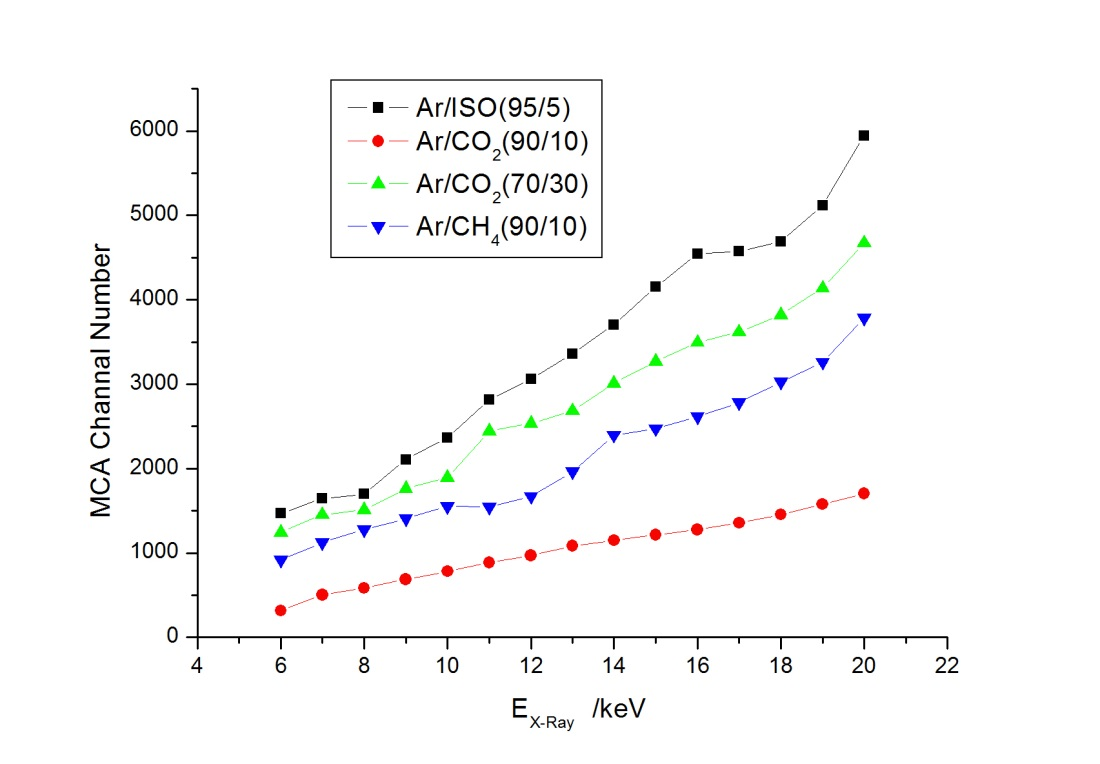 Ar/ISO(95/5)
Ar/CO2(90/10)
Ar/CO2(70/30)
Ar/CH4(90/10)
MCA Channal Number
6000
5000
4000
3000
2000
1000
0
4 6 8 10 12 14 16 18 20 22
EX-Ray /keV